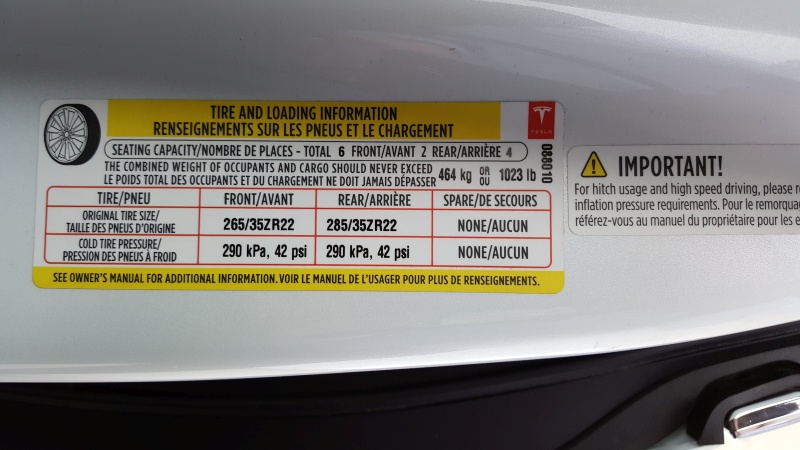 TIRE AND LOADING INFORMATION
RENSEIGNEMENTS SUR LES PNEUS ET LE CHARGEMENT
TESLA
SEATING CAPACITY/NOMBRE DE PLACES - TOTAL 6 FRONT/AVANT 2 REAR/ARRIÈRE 4
THE COMBINED WEIGHT OF OCCUPANTS AND CARGO SHOULD NEVER EXCEED
LE POIDS TOTAL DES OCCUPANTS ET DU CHARGEMENT NE DOIT JAMAIS DÉPASSER
464 kg OR OU 1023 lb
088010
TIRE/PNEU FRONT/AVANT REAR/ARRIÈRE SPARE/DE SECOURS
ORIGINAL TIRE SIZE/
TAILLE DES PNEUS D'ORIGINE
265/35ZR22 285/35ZR22 NONE/AUCUN
COLD TIRE PRESSURE/
PRESSION DES PNEUS À FROID
290 kPa, 42 psi 290 kPa, 42 psi NONE/AUCUN
SEE OWNER'S MANUAL FOR ADDITIONAL INFORMATION. VOIR LE MANUEL DE L'USAGER POUR PLUS DE RENSEIGNEMENTS.
IMPORTANT!
For hitch usage and high speed driving, please
inflation pressure requirements. Pour le
référez-vous au manuel du propriétaire pour les